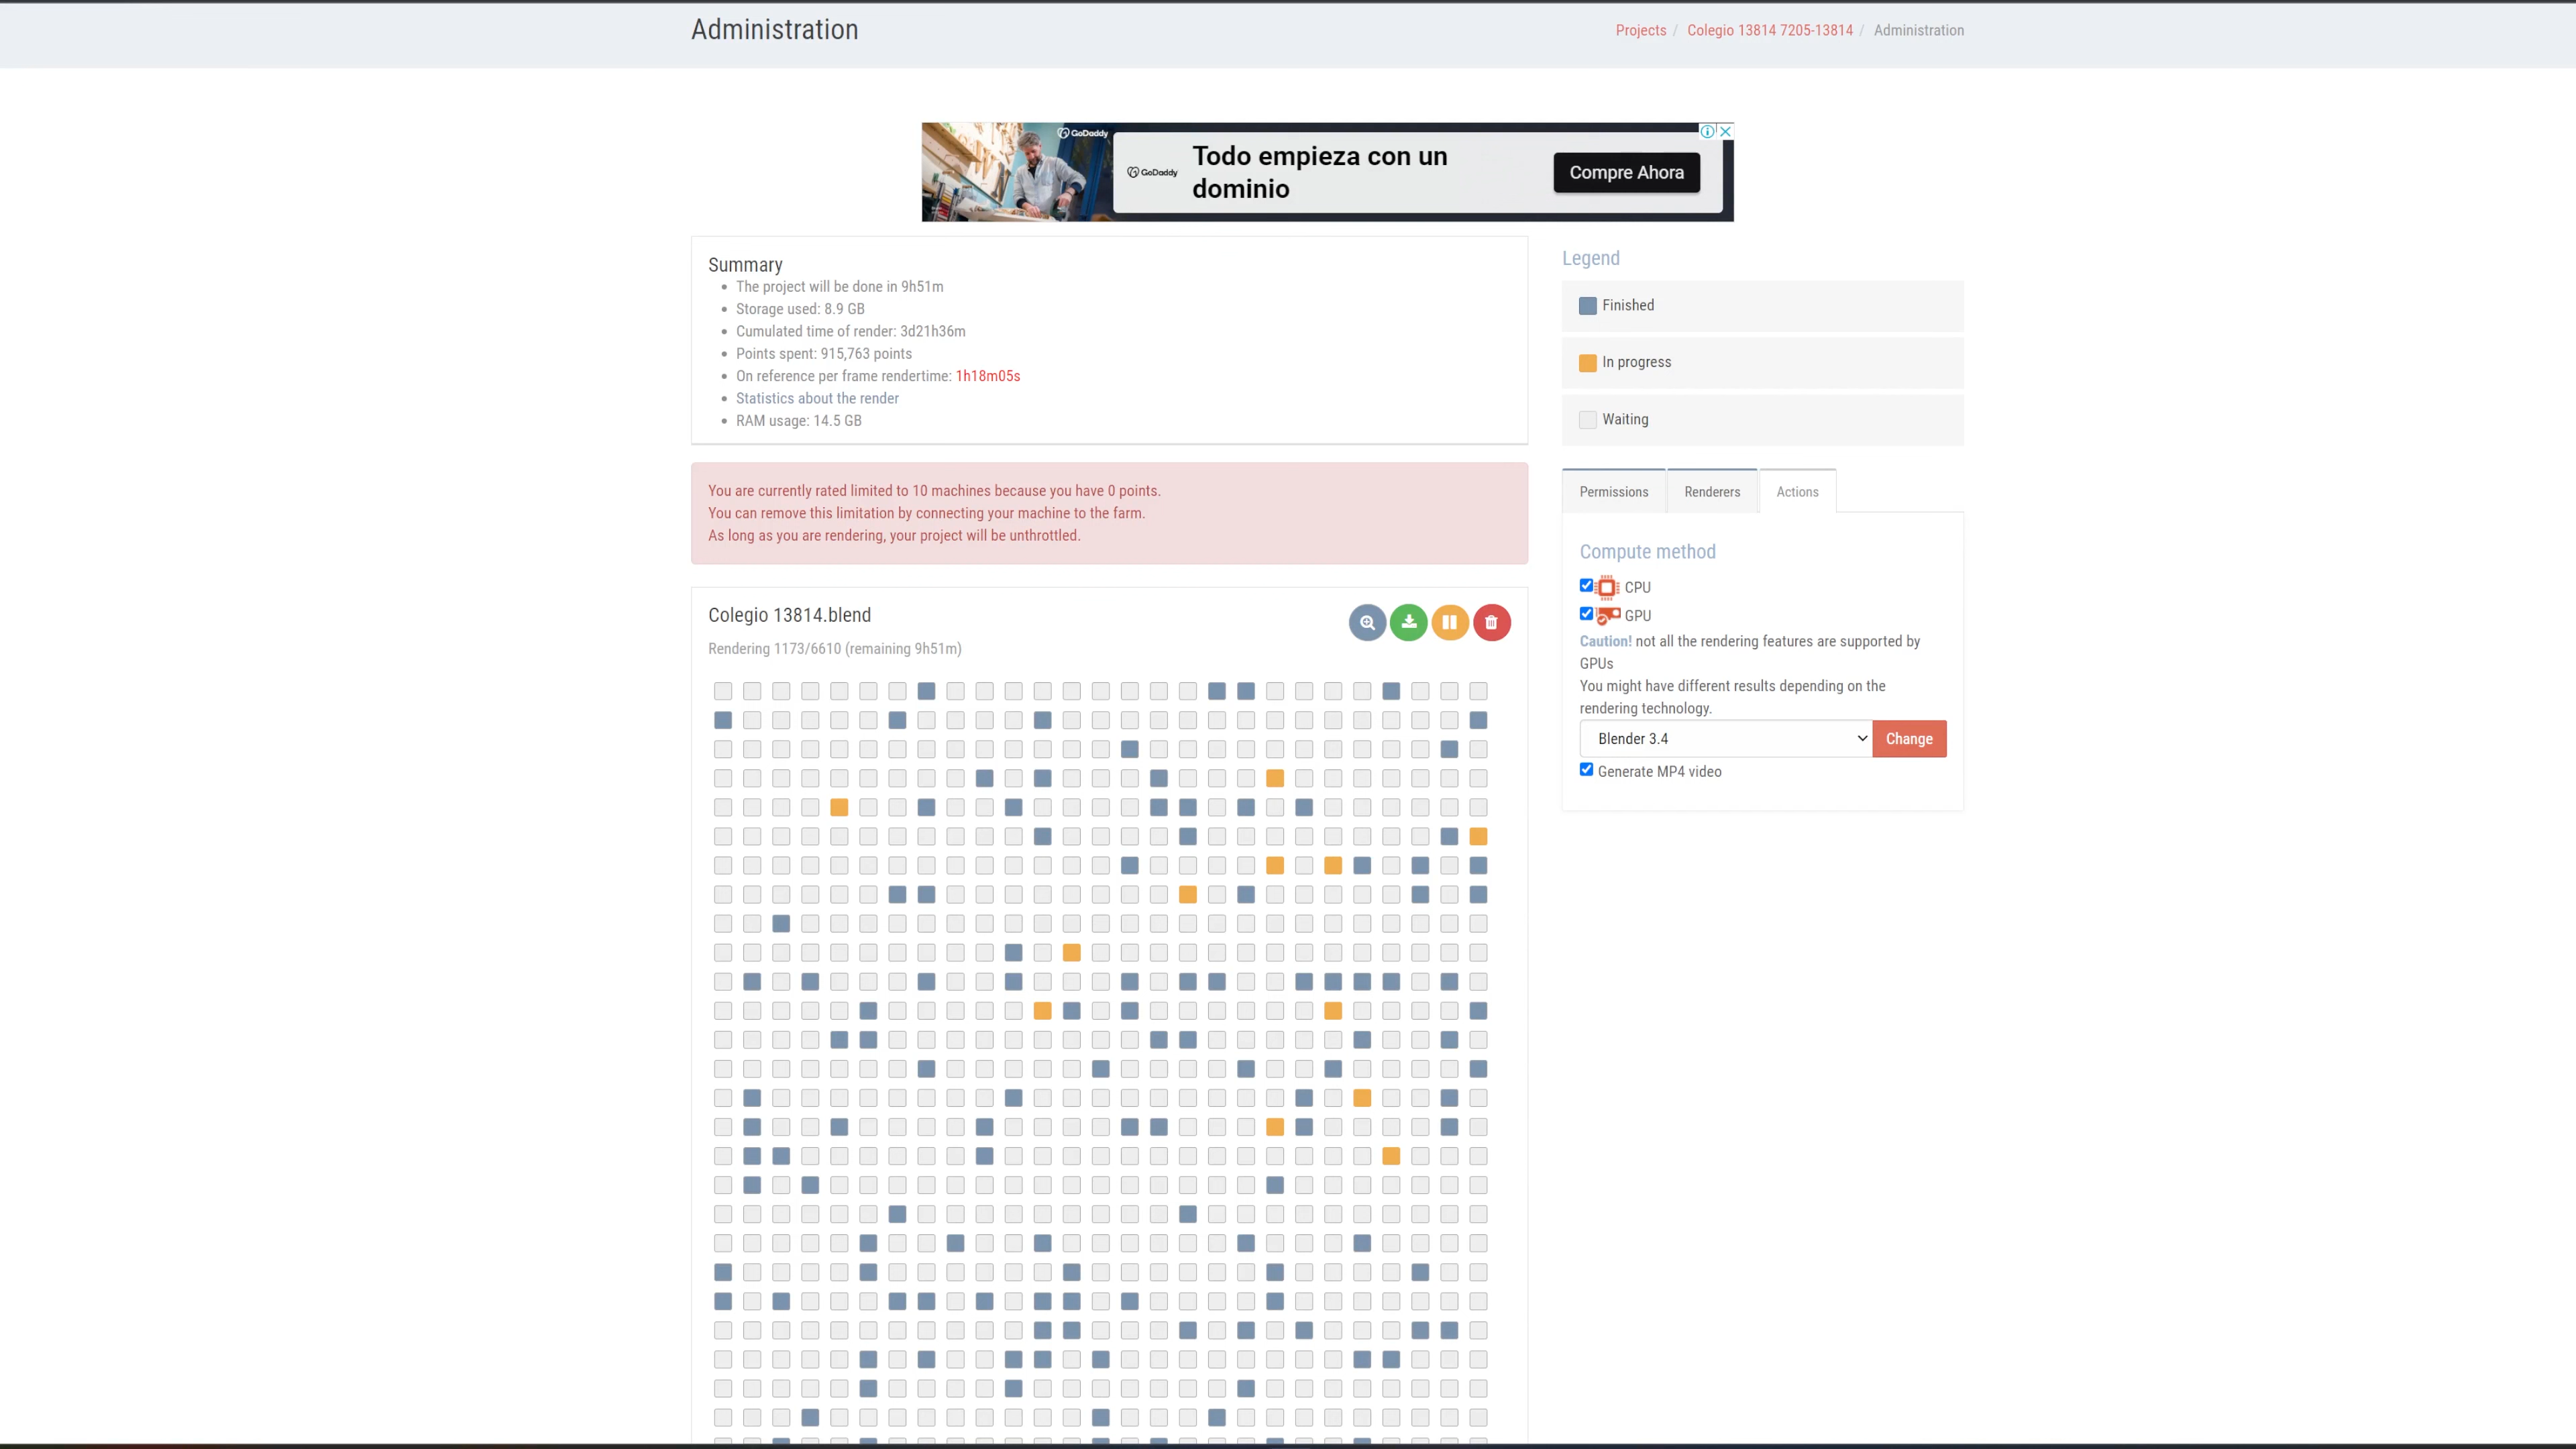 Administration
Projects / Colegio 13814 7205-13814 / Administration
GoDaddy
GoDaddy
Todo empieza con un
dominio
Compre Ahora
Summary
The project will be done in 9h51m
Storage used: 8.9 GB
Cumulated time of render: 3d21h36m
Points spent: 915,763 points
On reference per frame rendertime: 1h18m05s
Statistics about the render
RAM usage: 14.5 GB
Legend
Finished
In progress
Waiting
You are currently rated limited to 10 machines because you have 0 points.
You can remove this limitation by connecting your machine to the farm.
As long as you are rendering, your project will be unthrottled.
Permissions
Renderers
Actions
Compute method
CPU
GPU
Caution! not all the rendering features are supported by
GPUs
You might have different results depending on the
rendering technology.
Blender 3.4
Change
Generate MP4 video
Colegio 13814.blend
Rendering 1173/6610 (remaining 9h51m)